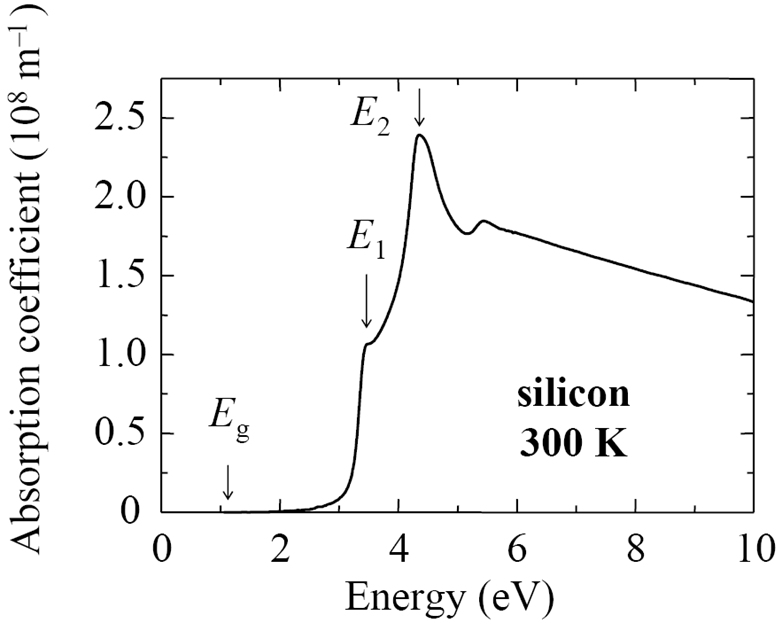 Absorption coefficient (10⁸ m⁻¹)
2.5
2.0
1.5
1.0
0.5
0
E₂
E₁
E_g
silicon
300 K
0 2 4 6 8 10
Energy (eV)